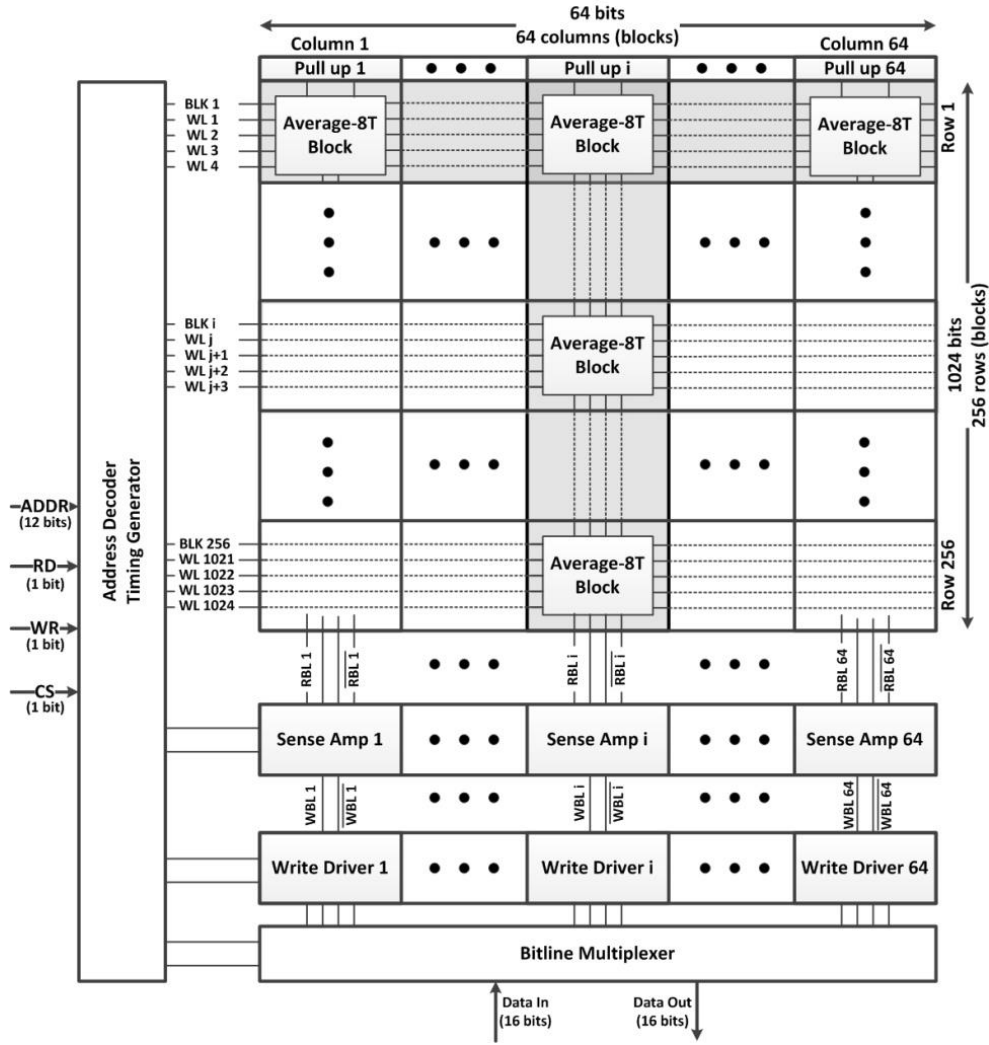 64 bits
64 columns (blocks)
Column 1
Column 64
Pull up 1
Pull up i
Pull up 64
BLK 1
WL 1
WL 2
WL 3
WL 4
Average-8T
Block
Average-8T
Block
Average-8T
Block
Row 1
BLK i
WL j
WL j+1
WL j+2
WL j+3
Average-8T
Block
1024 bits
256 rows (blocks)
Address Decoder
Timing Generator
ADDR
(12 bits)
RD
(1 bit)
WR
(1 bit)
CS
(1 bit)
BLK 256
WL 1021
WL 1022
WL 1023
WL 1024
Average-8T
Block
Row 256
RBL 1
RBL 1
RBL i
RBL i
RBL 64
RBL 64
Sense Amp 1
Sense Amp i
Sense Amp 64
WBL 1
WBL 1
WBL i
WBL i
WBL 64
WBL 64
Write Driver 1
Write Driver i
Write Driver 64
Bitline Multiplexer
Data In
(16 bits)
Data Out
(16 bits)